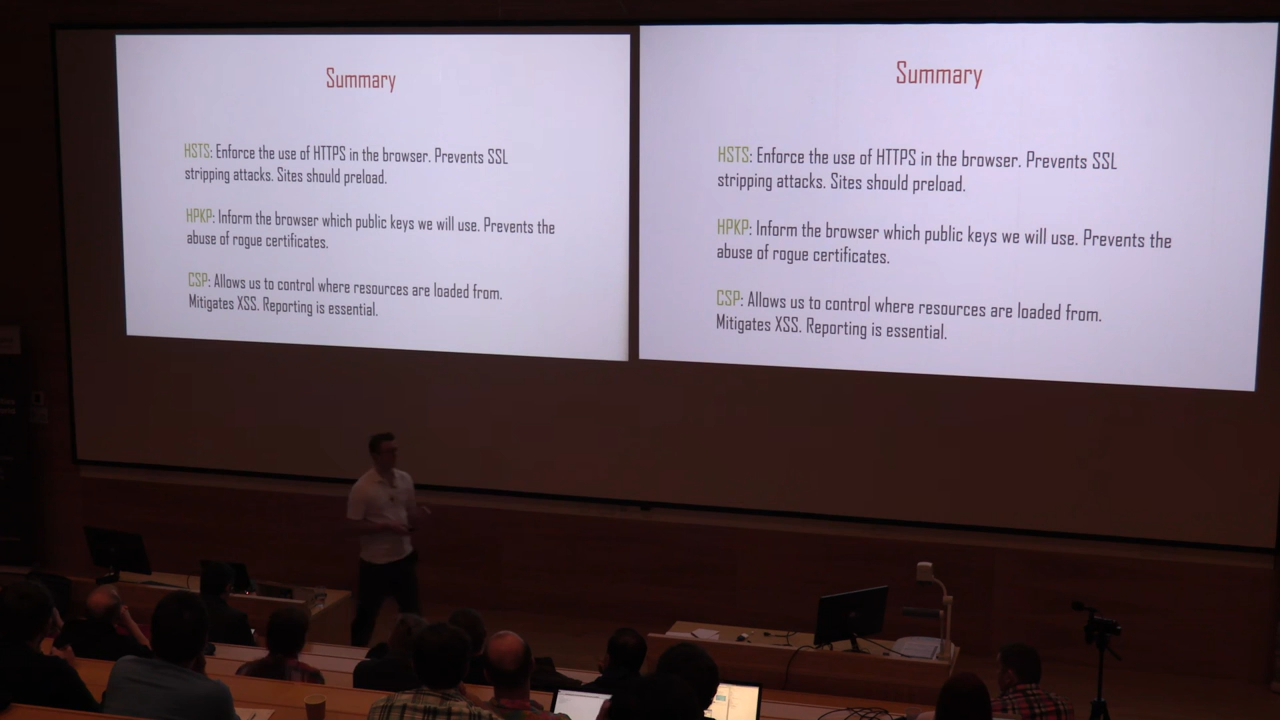 Summary
HSTS: Enforce the use of HTTPS in the browser. Prevents SSL
stripping attacks. Sites should preload.
HPKP: Inform the browser which public keys we will use. Prevents the
abuse of rogue certificates.
CSP: Allows us to control where resources are loaded from.
Mitigates XSS. Reporting is essential.
Summary
HSTS: Enforce the use of HTTPS in the browser. Prevents SSL
stripping attacks. Sites should preload.
HPKP: Inform the browser which public keys we will use. Prevents the
abuse of rogue certificates.
CSP: Allows us to control where resources are loaded from.
Mitigates XSS. Reporting is essential.